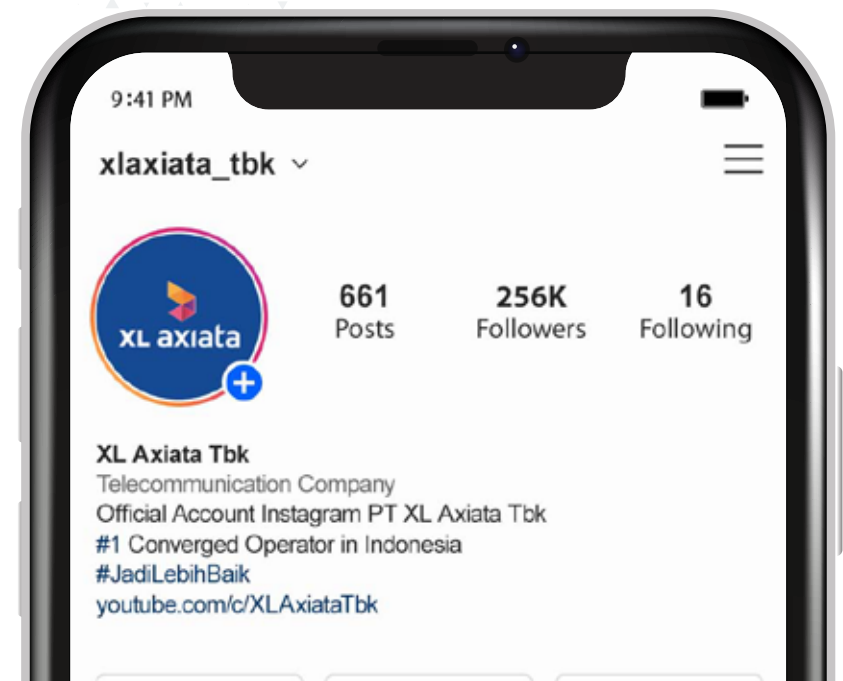 9:41 PM
xlaxiata_tbk
XL axiata
661
Posts
256K
Followers
16
Following
XL Axiata Tbk
Telecommunication Company
Official Account Instagram PT XL Axiata Tbk
#1 Converged Operator in Indonesia
#JadiLebihBaik
youtube.com/c/XLAxiataTbk